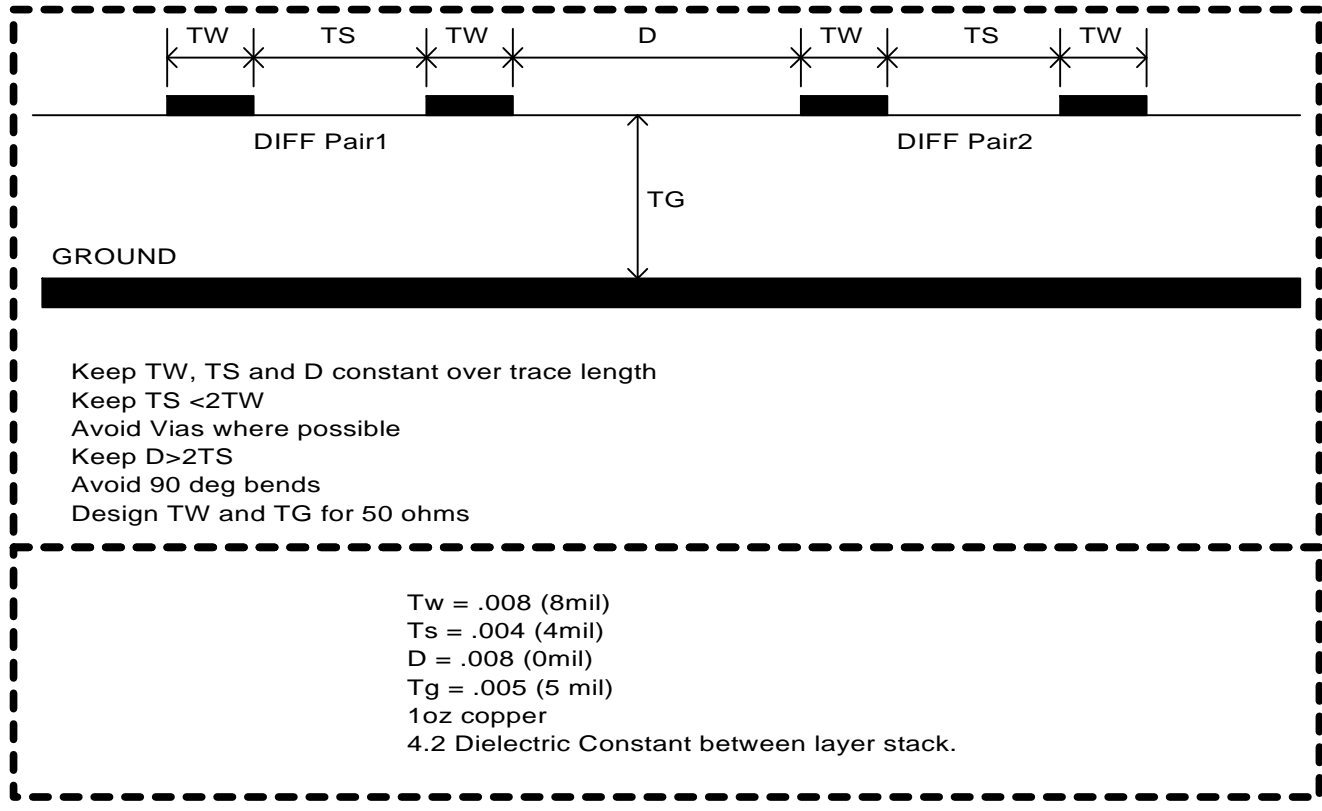 TW TS TW D TW TS TW
DIFF Pair1 DIFF Pair2
TG
GROUND
Keep TW, TS and D constant over trace length
Keep TS <2TW
Avoid Vias where possible
Keep D>2TS
Avoid 90 deg bends
Design TW and TG for 50 ohms
Tw = .008 (8mil)
Ts = .004 (4mil)
D = .008 (0mil)
Tg = .005 (5 mil)
1oz copper
4.2 Dielectric Constant between layer stack.